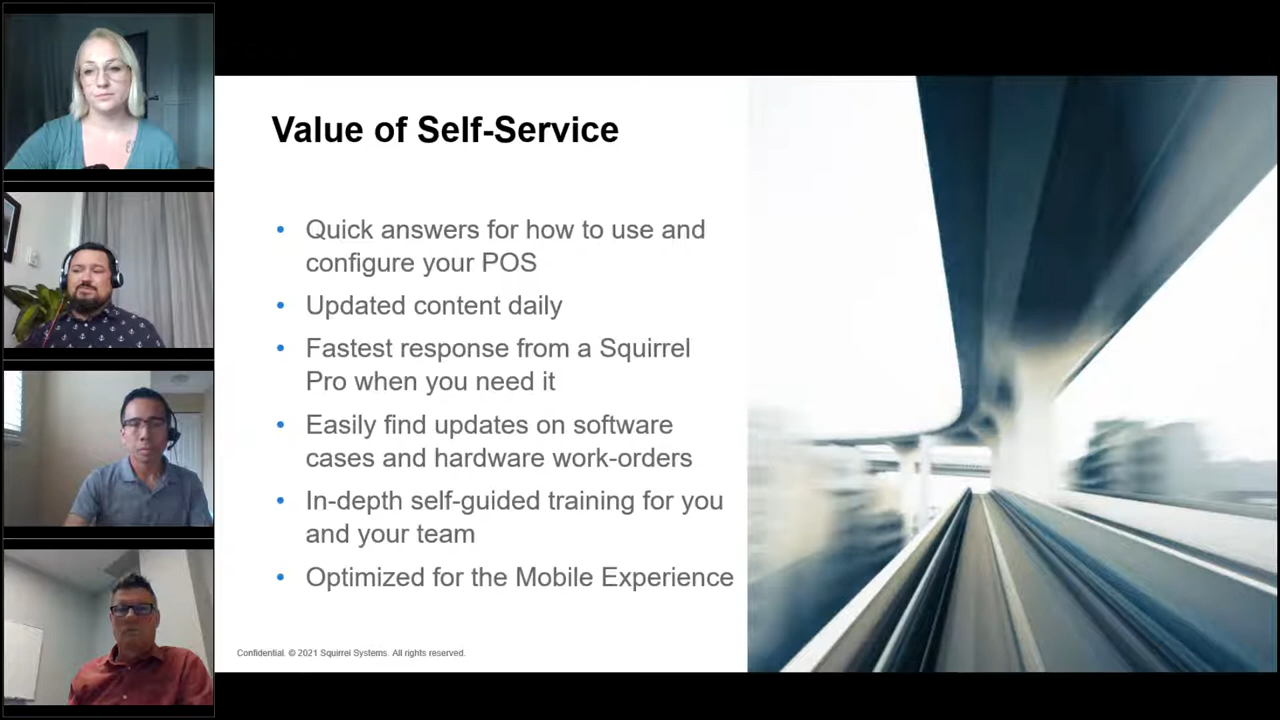 Value of Self-Service
• Quick answers for how to use and
configure your POS
• Updated content daily
• Fastest response from a Squirrel
Pro when you need it
• Easily find updates on software
cases and hardware work-orders
• In-depth self-guided training for you
and your team
• Optimized for the Mobile Experience
Confidential. © 2021 Squirrel Systems. All rights reserved.